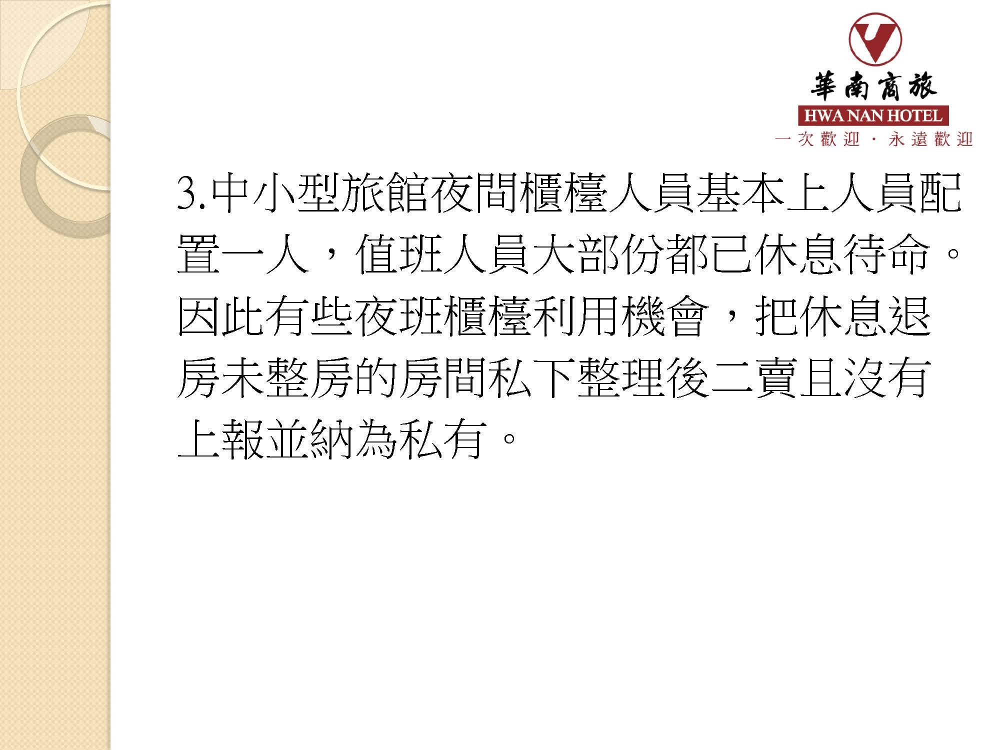 華南商旅
HWA NAN HOTEL
一次歡迎・永遠歡迎
3.中小型旅館夜間櫃檯人員基本上人員配
置一人，值班人員大部份都已休息待命。
因此有些夜班櫃檯利用機會，把休息退
房未整房的房間私下整理後二賣且沒有
上報並納為私有。